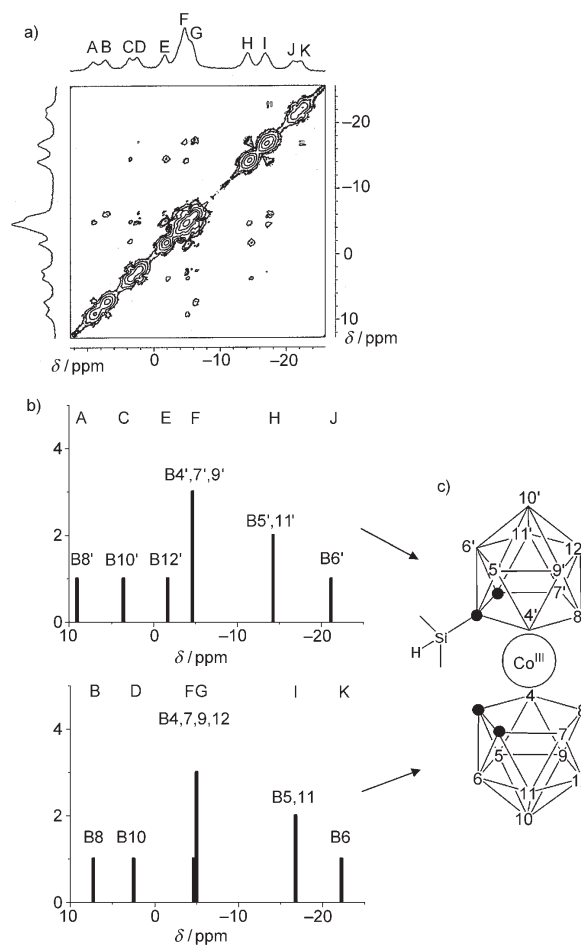 a)
A B CD E F G H I J K
−20
−10
0
10
δ / ppm
0 −10 −20
δ / ppm
b)
A C E F H J
4
2
0
B8' B10' B12' B4',7',9' B5',11' B6'
10 0 −10 −20
δ / ppm
B D FG I K
4
2
0
B8 B10 B4,7,9,12 B5,11 B6
10 0 −10 −20
δ / ppm
c)
10'
6' 11' 12
5' 9'
7'
8
4'
H Si
Co^III
4
8
7
5 9
6 11 1
10